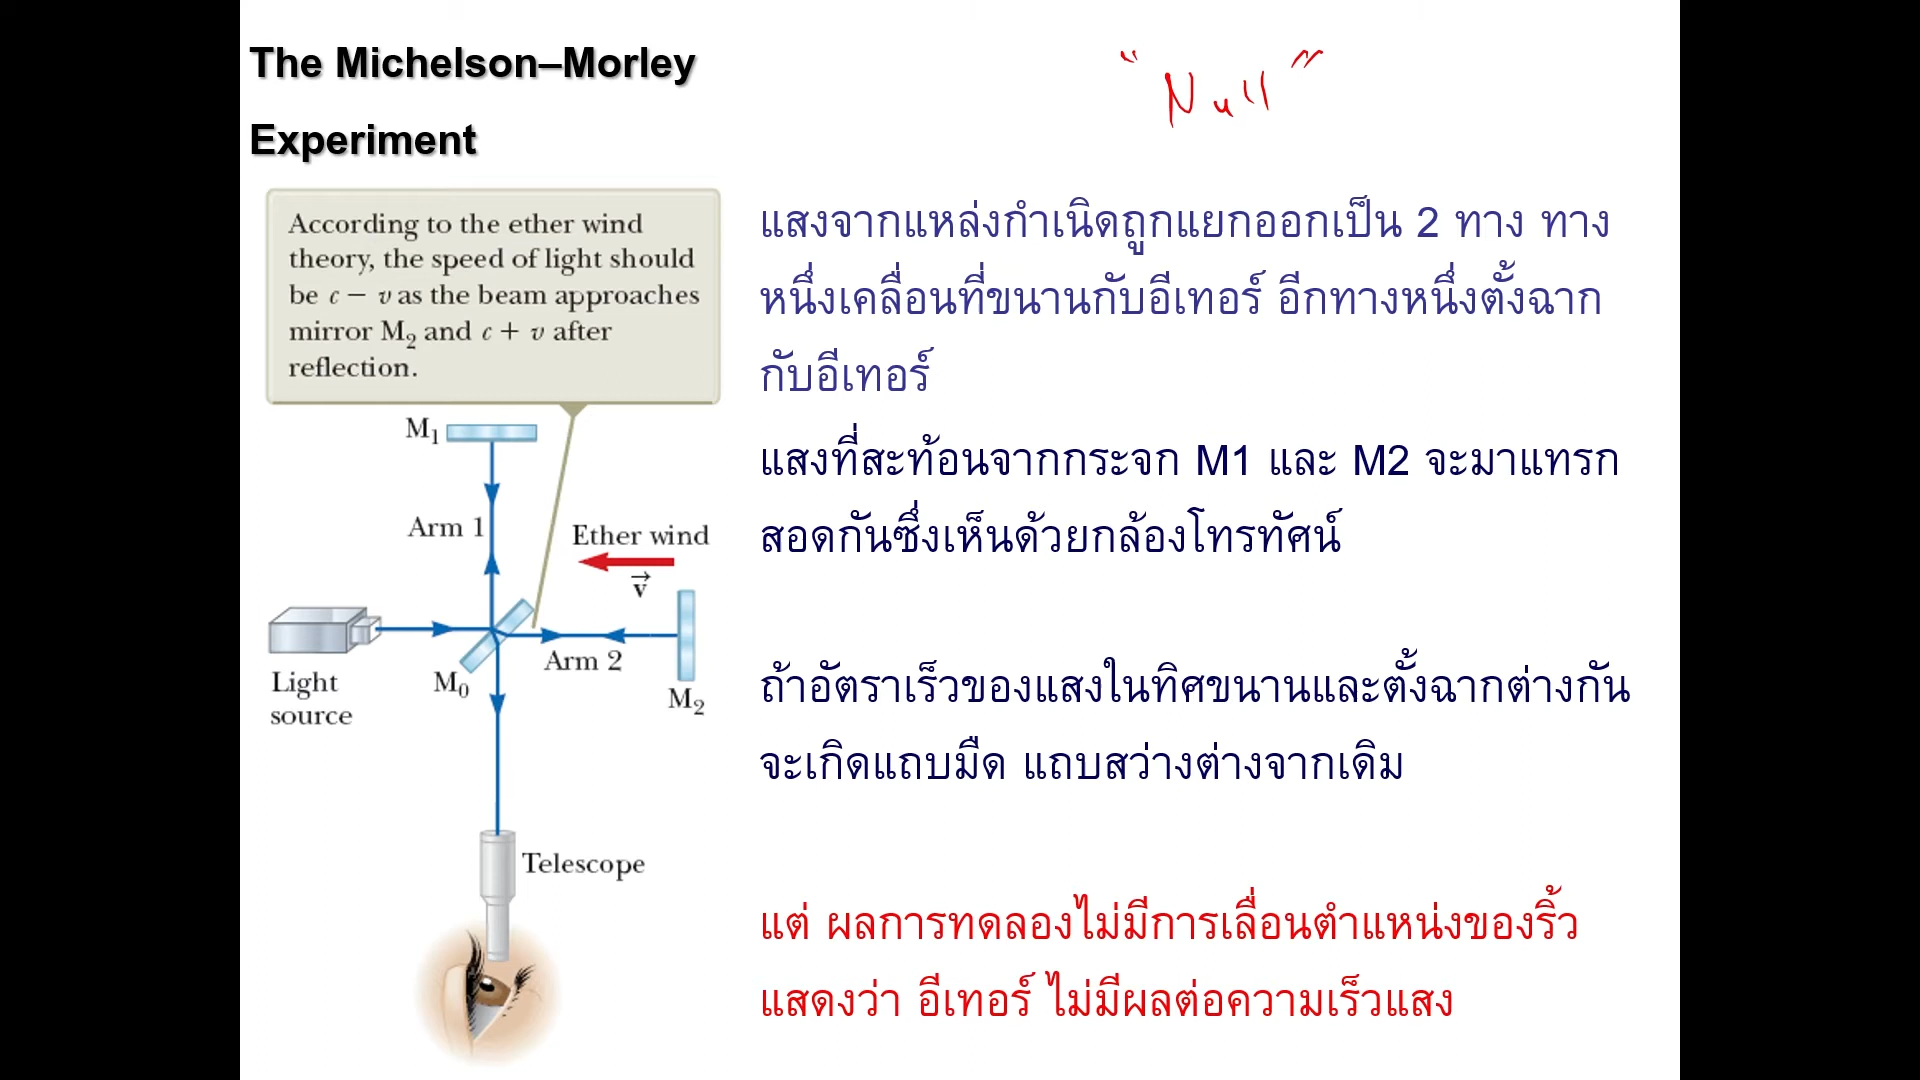 The Michelson–Morley
Experiment
“Null”
According to the ether wind
theory, the speed of light should
be c − v as the beam approaches
mirror M₂ and c + v after
reflection.
M₁
Arm 1
Ether wind
v⃗
Light
source
M₀
Arm 2
M₂
Telescope
แสงจากแหล่งกำเนิดถูกแยกออกเป็น 2 ทาง ทาง
หนึ่งเคลื่อนที่ขนานกับอีเทอร์ อีกทางหนึ่งตั้งฉาก
กับอีเทอร์
แสงที่สะท้อนจากกระจก M1 และ M2 จะมาแทรก
สอดกันซึ่งเห็นด้วยกล้องโทรทัศน์
ถ้าอัตราเร็วของแสงในทิศขนานและตั้งฉากต่างกัน
จะเกิดแถบมืด แถบสว่างต่างจากเดิม
แต่ ผลการทดลองไม่มีการเลื่อนตำแหน่งของริ้ว
แสดงว่า อีเทอร์ ไม่มีผลต่อความเร็วแสง